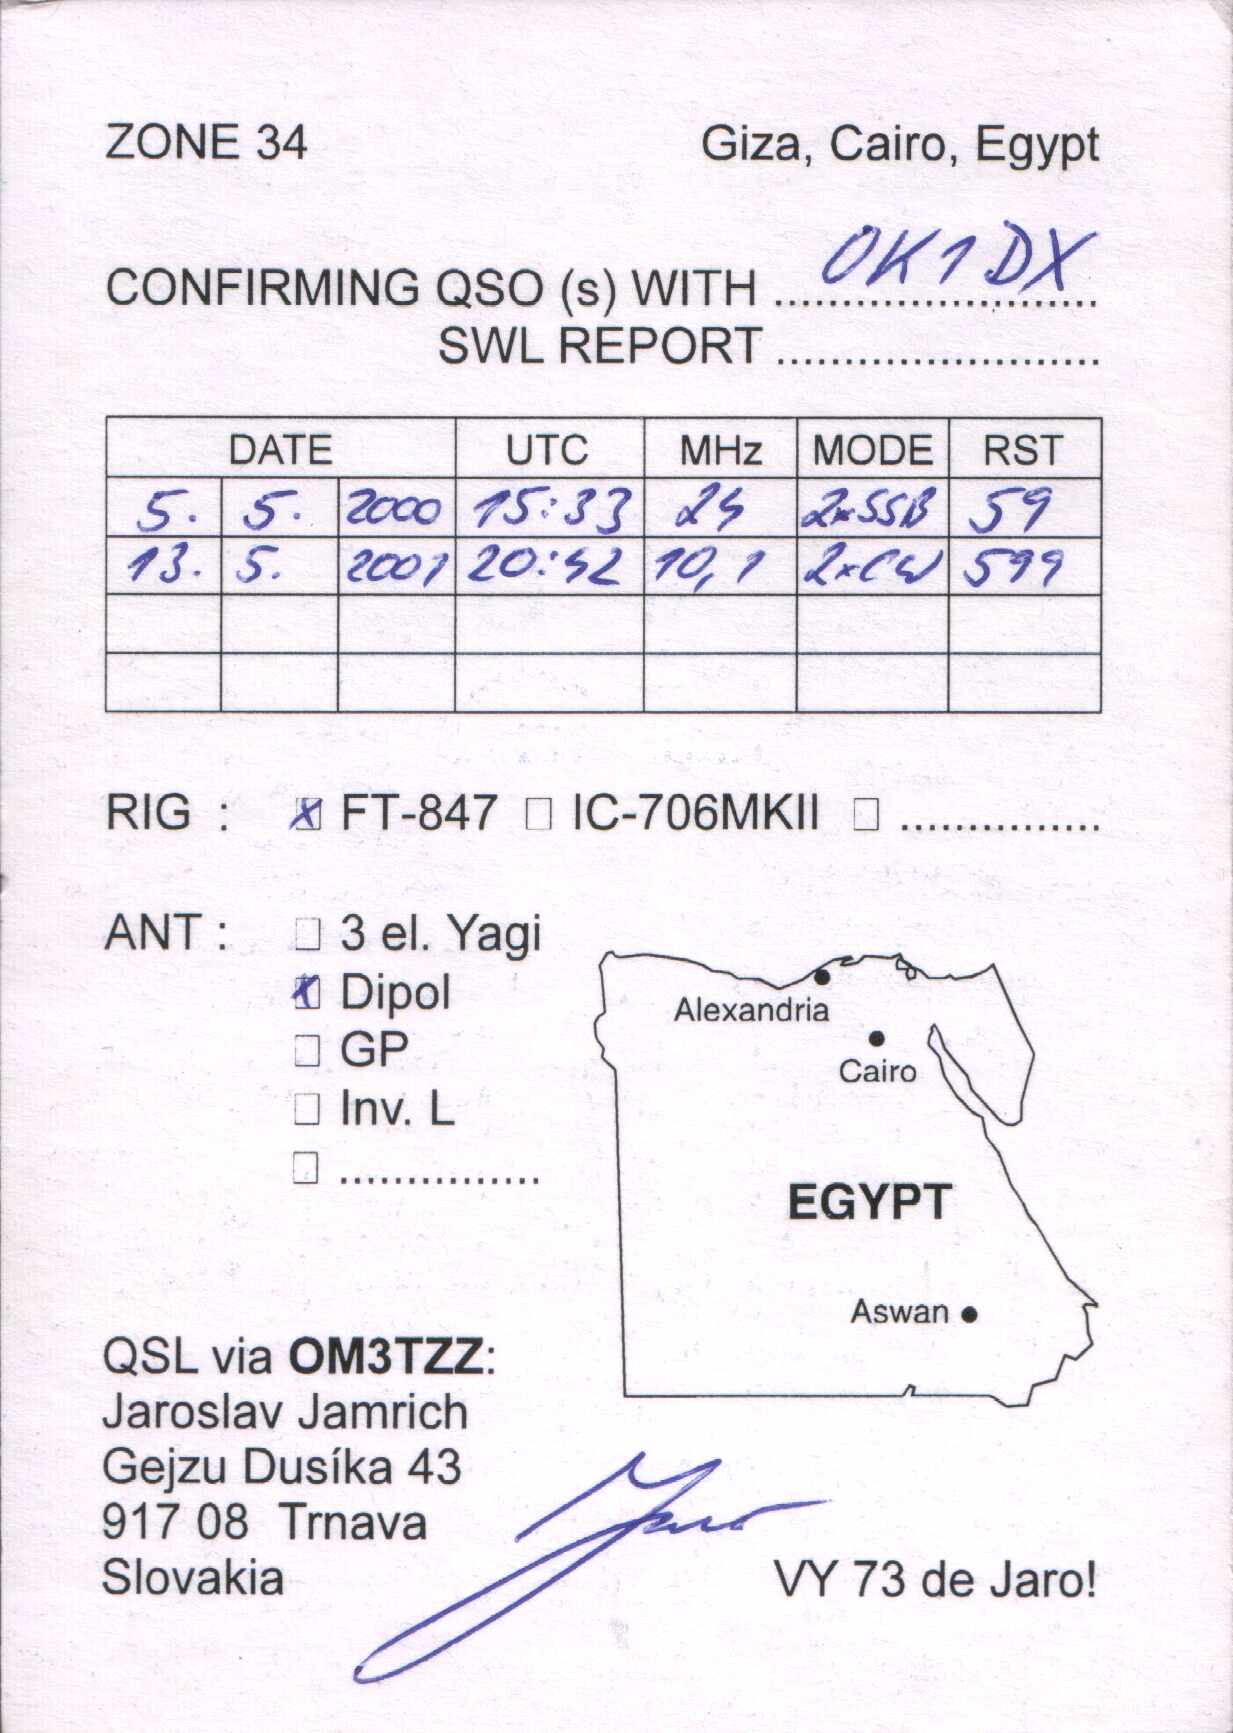 ZONE 34 Giza, Cairo, Egypt
CONFIRMING QSO (s) WITH OK1DX
SWL REPORT ........................
DATE UTC MHz MODE RST
5. 5. 2000 15:33 24 2xSSB 59
13. 5. 2001 20:42 10,1 2xCW 599
RIG : X FT-847 IC-706MKII ...............
ANT : 3 el. Yagi
X Dipol
GP
Inv. L
...............
Alexandria
Cairo
EGYPT
Aswan
QSL via OM3TZZ:
Jaroslav Jamrich
Gejzu Dusíka 43
917 08 Trnava
Slovakia
Jaro
VY 73 de Jaro!